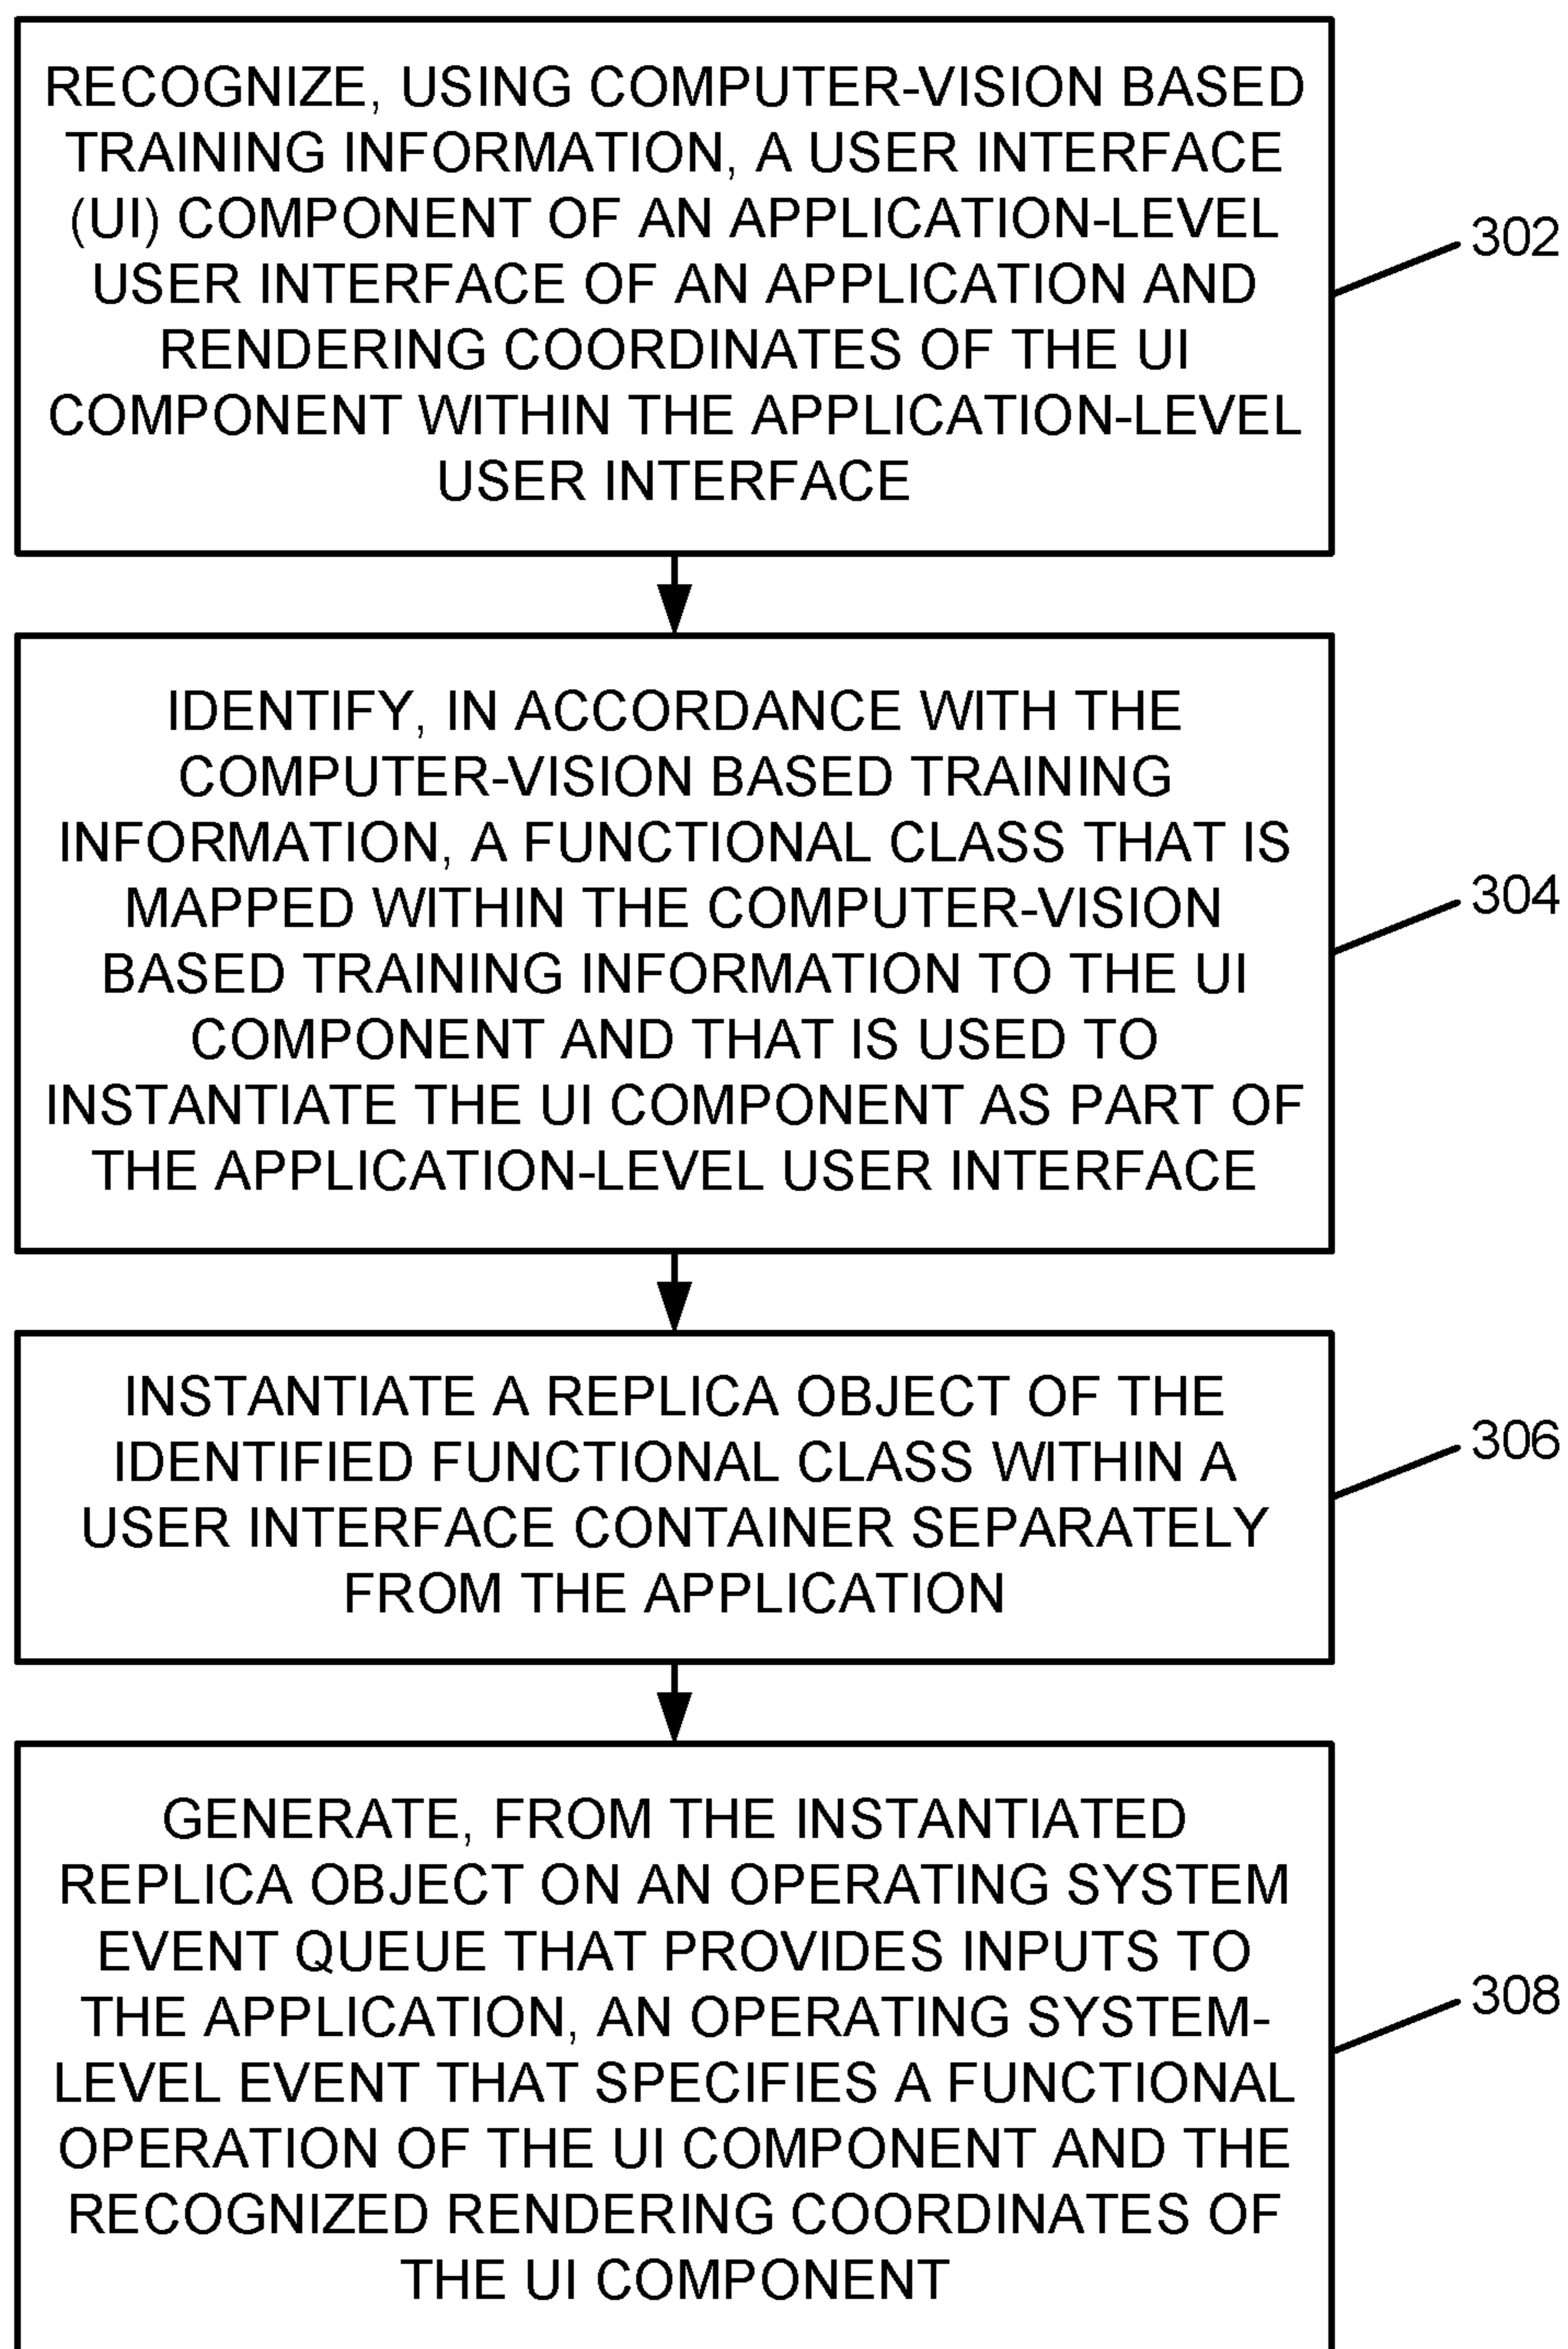 RECOGNIZE, USING COMPUTER-VISION BASED
TRAINING INFORMATION, A USER INTERFACE
(UI) COMPONENT OF AN APPLICATION-LEVEL
USER INTERFACE OF AN APPLICATION AND
RENDERING COORDINATES OF THE UI
COMPONENT WITHIN THE APPLICATION-LEVEL
USER INTERFACE
302
IDENTIFY, IN ACCORDANCE WITH THE
COMPUTER-VISION BASED TRAINING
INFORMATION, A FUNCTIONAL CLASS THAT IS
MAPPED WITHIN THE COMPUTER-VISION
BASED TRAINING INFORMATION TO THE UI
COMPONENT AND THAT IS USED TO
INSTANTIATE THE UI COMPONENT AS PART OF
THE APPLICATION-LEVEL USER INTERFACE
304
INSTANTIATE A REPLICA OBJECT OF THE
IDENTIFIED FUNCTIONAL CLASS WITHIN A
USER INTERFACE CONTAINER SEPARATELY
FROM THE APPLICATION
306
GENERATE, FROM THE INSTANTIATED
REPLICA OBJECT ON AN OPERATING SYSTEM
EVENT QUEUE THAT PROVIDES INPUTS TO
THE APPLICATION, AN OPERATING SYSTEM-
LEVEL EVENT THAT SPECIFIES A FUNCTIONAL
OPERATION OF THE UI COMPONENT AND THE
RECOGNIZED RENDERING COORDINATES OF
THE UI COMPONENT
308